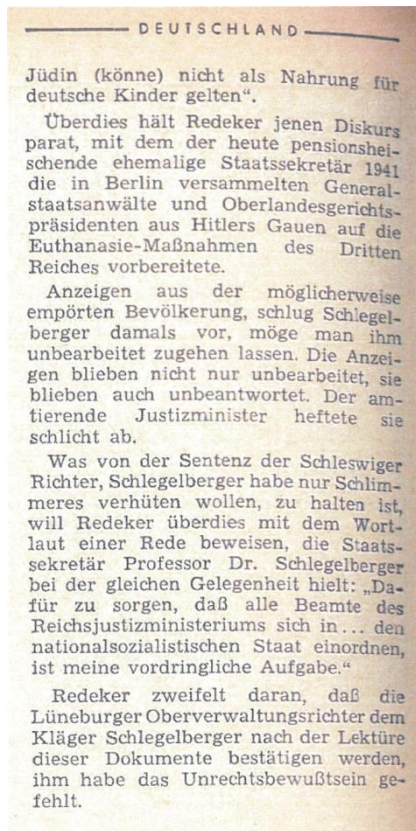 DEUTSCHLAND
Jüdin (könne) nicht als Nahrung für
deutsche Kinder gelten“.
Überdies hält Redeker jenen Diskurs
parat, mit dem der heute pensionshei-
schende ehemalige Staatssekretär 1941
die in Berlin versammelten General-
staatsanwälte und Oberlandesgerichts-
präsidenten aus Hitlers Gauen auf die
Euthanasie-Maßnahmen des Dritten
Reiches vorbereitete.
Anzeigen aus der möglicherweise
empörten Bevölkerung, schlug Schlegel-
berger damals vor, möge man ihm
unbearbeitet zugehen lassen. Die Anzei-
gen blieben nicht nur unbearbeitet, sie
blieben auch unbeantwortet. Der am-
tierende Justizminister heftete sie
schlicht ab.
Was von der Sentenz der Schleswiger
Richter, Schlegelberger habe nur Schlim-
meres verhüten wollen, zu halten ist,
will Redeker überdies mit dem Wort-
laut einer Rede beweisen, die Staats-
sekretär Professor Dr. Schlegelberger
bei der gleichen Gelegenheit hielt: „Da-
für zu sorgen, daß alle Beamte des
Reichsjustizministeriums sich in... den
nationalsozialistischen Staat einordnen,
ist meine vordringliche Aufgabe.“
Redeker zweifelt daran, daß die
Lüneburger Oberverwaltungsrichter dem
Kläger Schlegelberger nach der Lektüre
dieser Dokumente bestätigen werden,
ihm habe das Unrechtsbewußtsein ge-
fehlt.